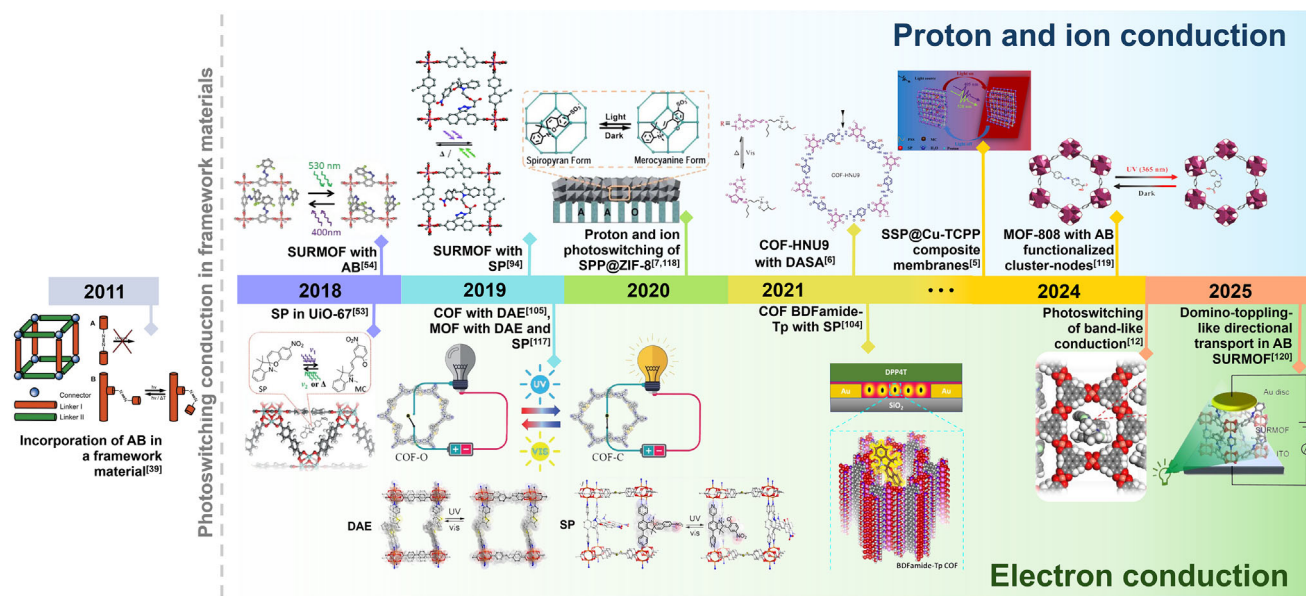 Proton and ion conduction
Photoswitching conduction in framework materials
530 nm
400nm
SURMOF with
AB[54]
Δ /
SURMOF with
SP[94]
Light
Dark
Spiropyran Form
Merocyanine Form
A A O
Proton and ion
photoswitching of
SPP@ZIF-8[7,118]
R =
Δ
Vis
COF-HNU9
COF-HNU9
with DASA[6]
Light on
SSP@Cu-TCPP
composite
membranes[5]
UV (365 nm)
Dark
MOF-808 with AB
functionalized
cluster-nodes[119]
2011
2018
2019
2020
2021
• • •
2024
2025
A
B
Connector
Linker I
Linker II
Incorporation of AB in
a framework
material[39]
SP in UiO-67[53]
SP
or Δ
MC
COF with DAE[105],
MOF with DAE and
SP[117]
COF-O
UV
VIS
COF-C
DAE
UV
vis
SP
UV
vis
COF BDFamide-
Tp with SP[104]
DPP4T
Au
Au
SiO2
BDFamide-Tp COF
Photoswitching
of band-like
conduction[12]
Domino-toppling-
like directional
transport in AB
SURMOF[120]
Au disc
SURMOF
ITO
Electron conduction